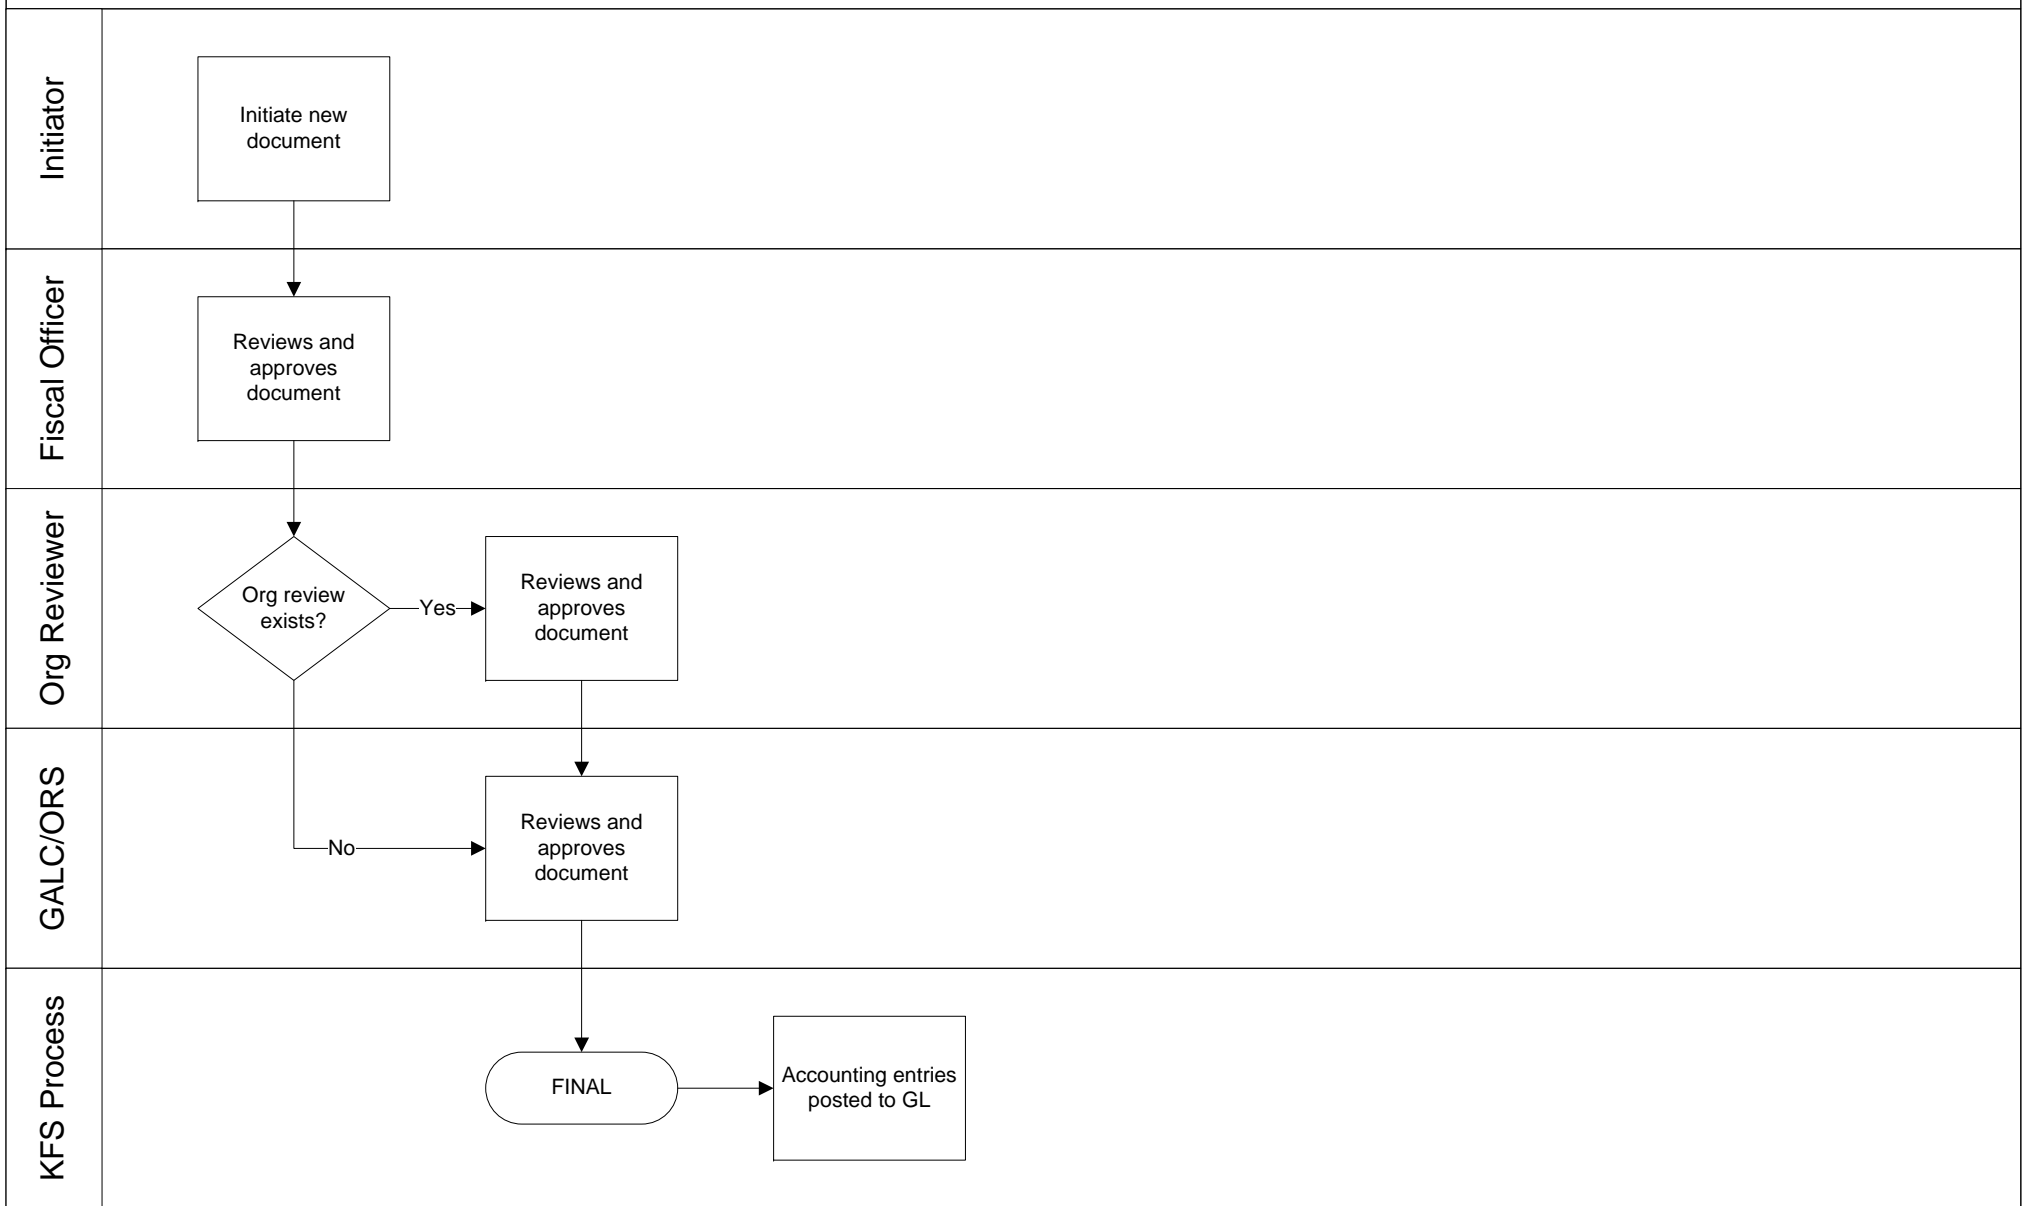 Initiator
Initiate new
document
Fiscal Officer
Reviews and
approves
document
Org Reviewer
Org review
exists?
Yes
Reviews and
approves
document
GALC/ORS
No
Reviews and
approves
document
KFS Process
FINAL
Accounting entries
posted to GL